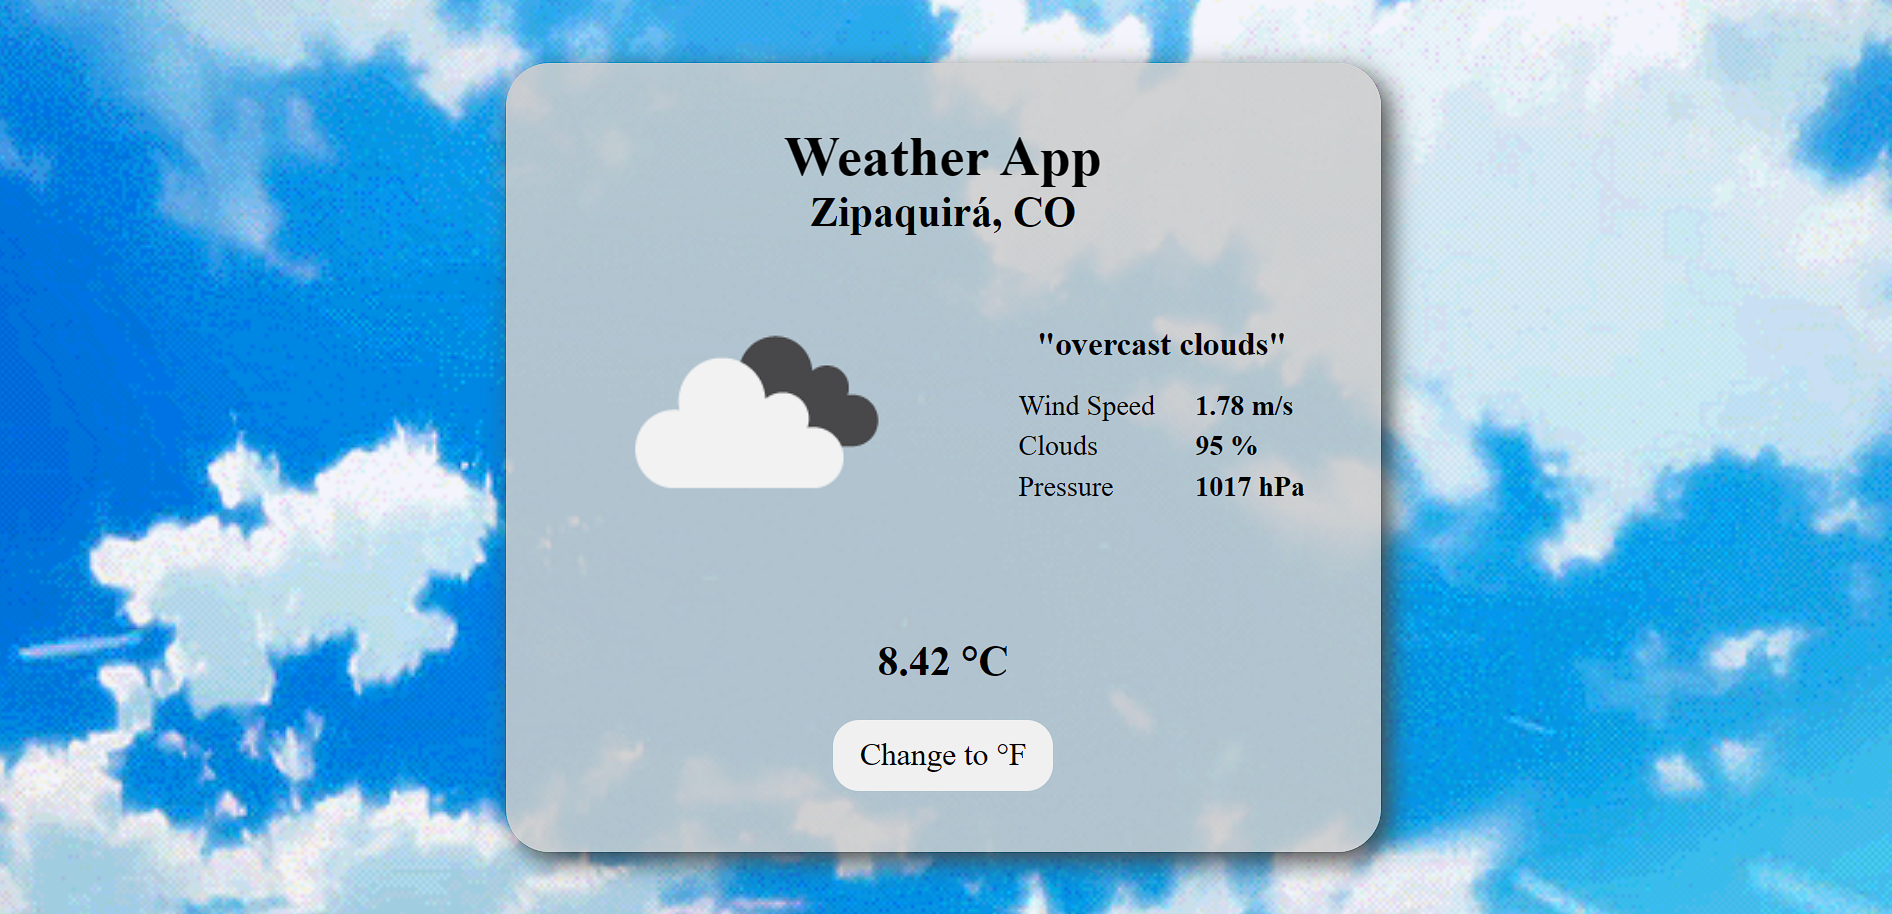 Weather App
Zipaquirá, CO
"overcast clouds"
Wind Speed 1.78 m/s
Clouds 95 %
Pressure 1017 hPa
8.42 °C
Change to °F